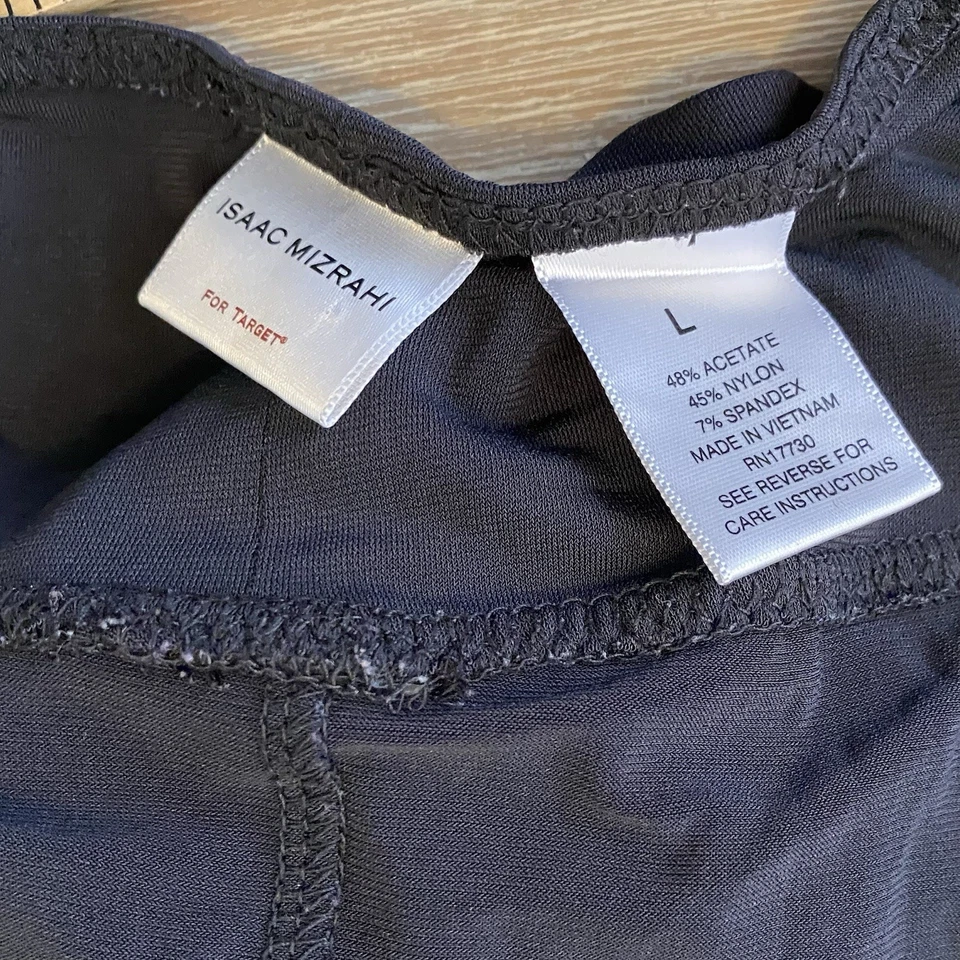 ISAAC MIZRAHI
FOR TARGET®
L
48% ACETATE
45% NYLON
7% SPANDEX
MADE IN VIETNAM
RN17730
SEE REVERSE FOR
CARE INSTRUCTIONS